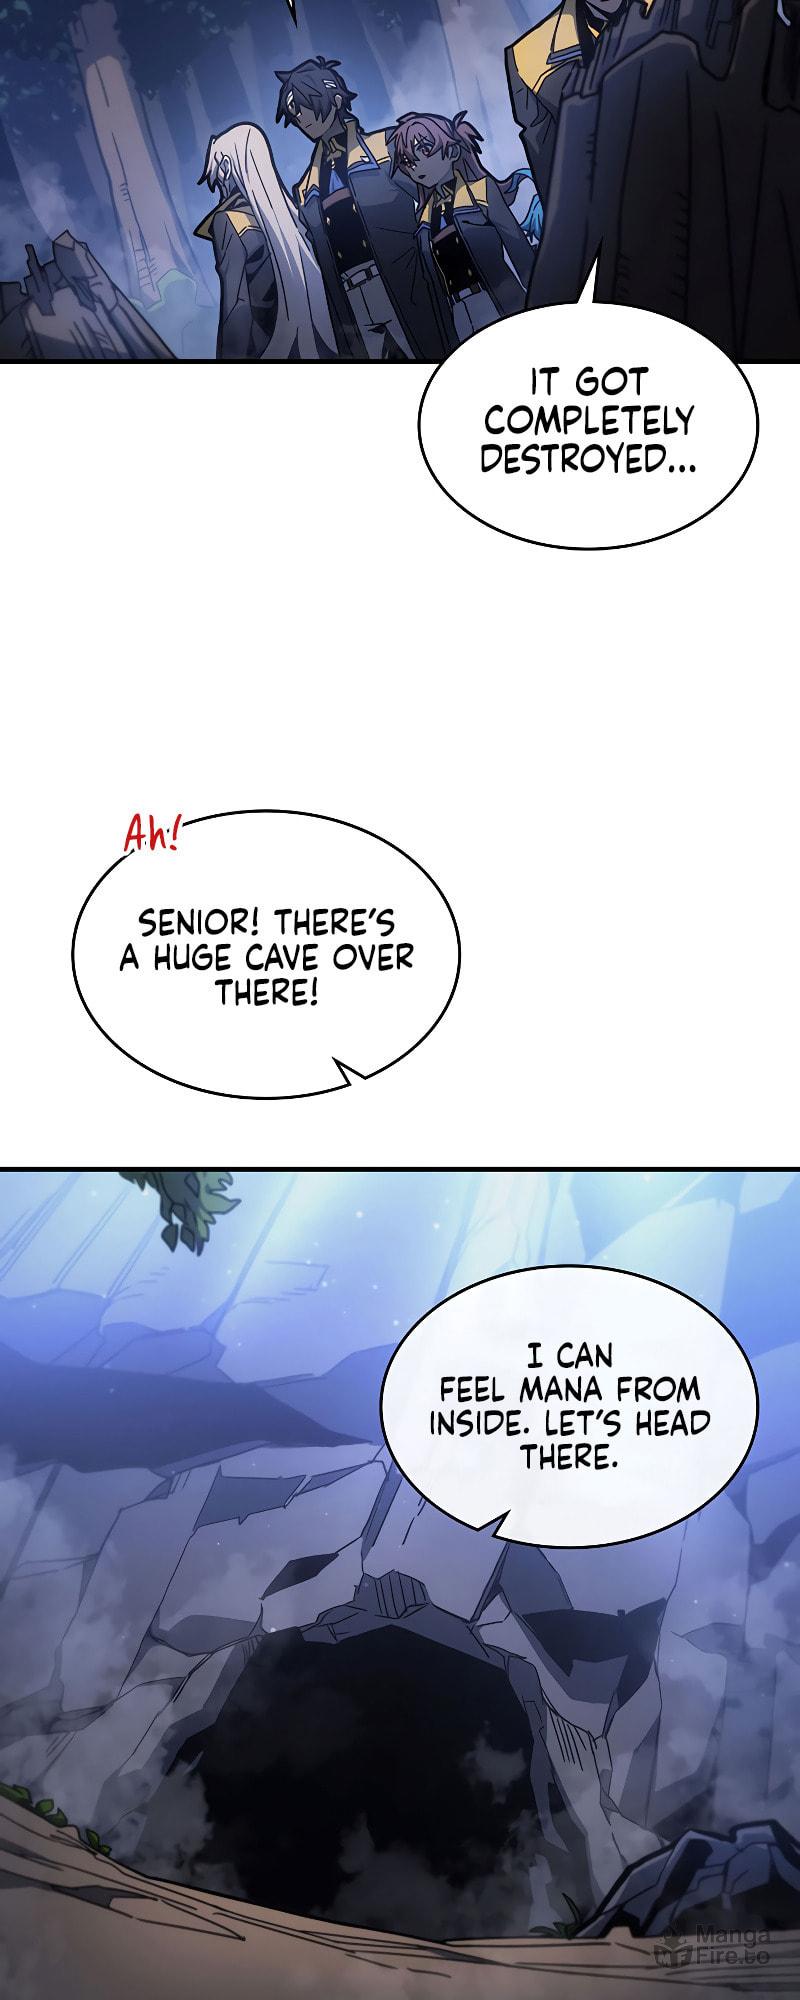 IT GOT
COMPLETELY
DESTROYED...
Ah!
SENIOR! THERE'S
A HUGE CAVE OVER
THERE!
I CAN
FEEL MANA FROM
INSIDE. LET'S HEAD
THERE.
Manga
Fire.to